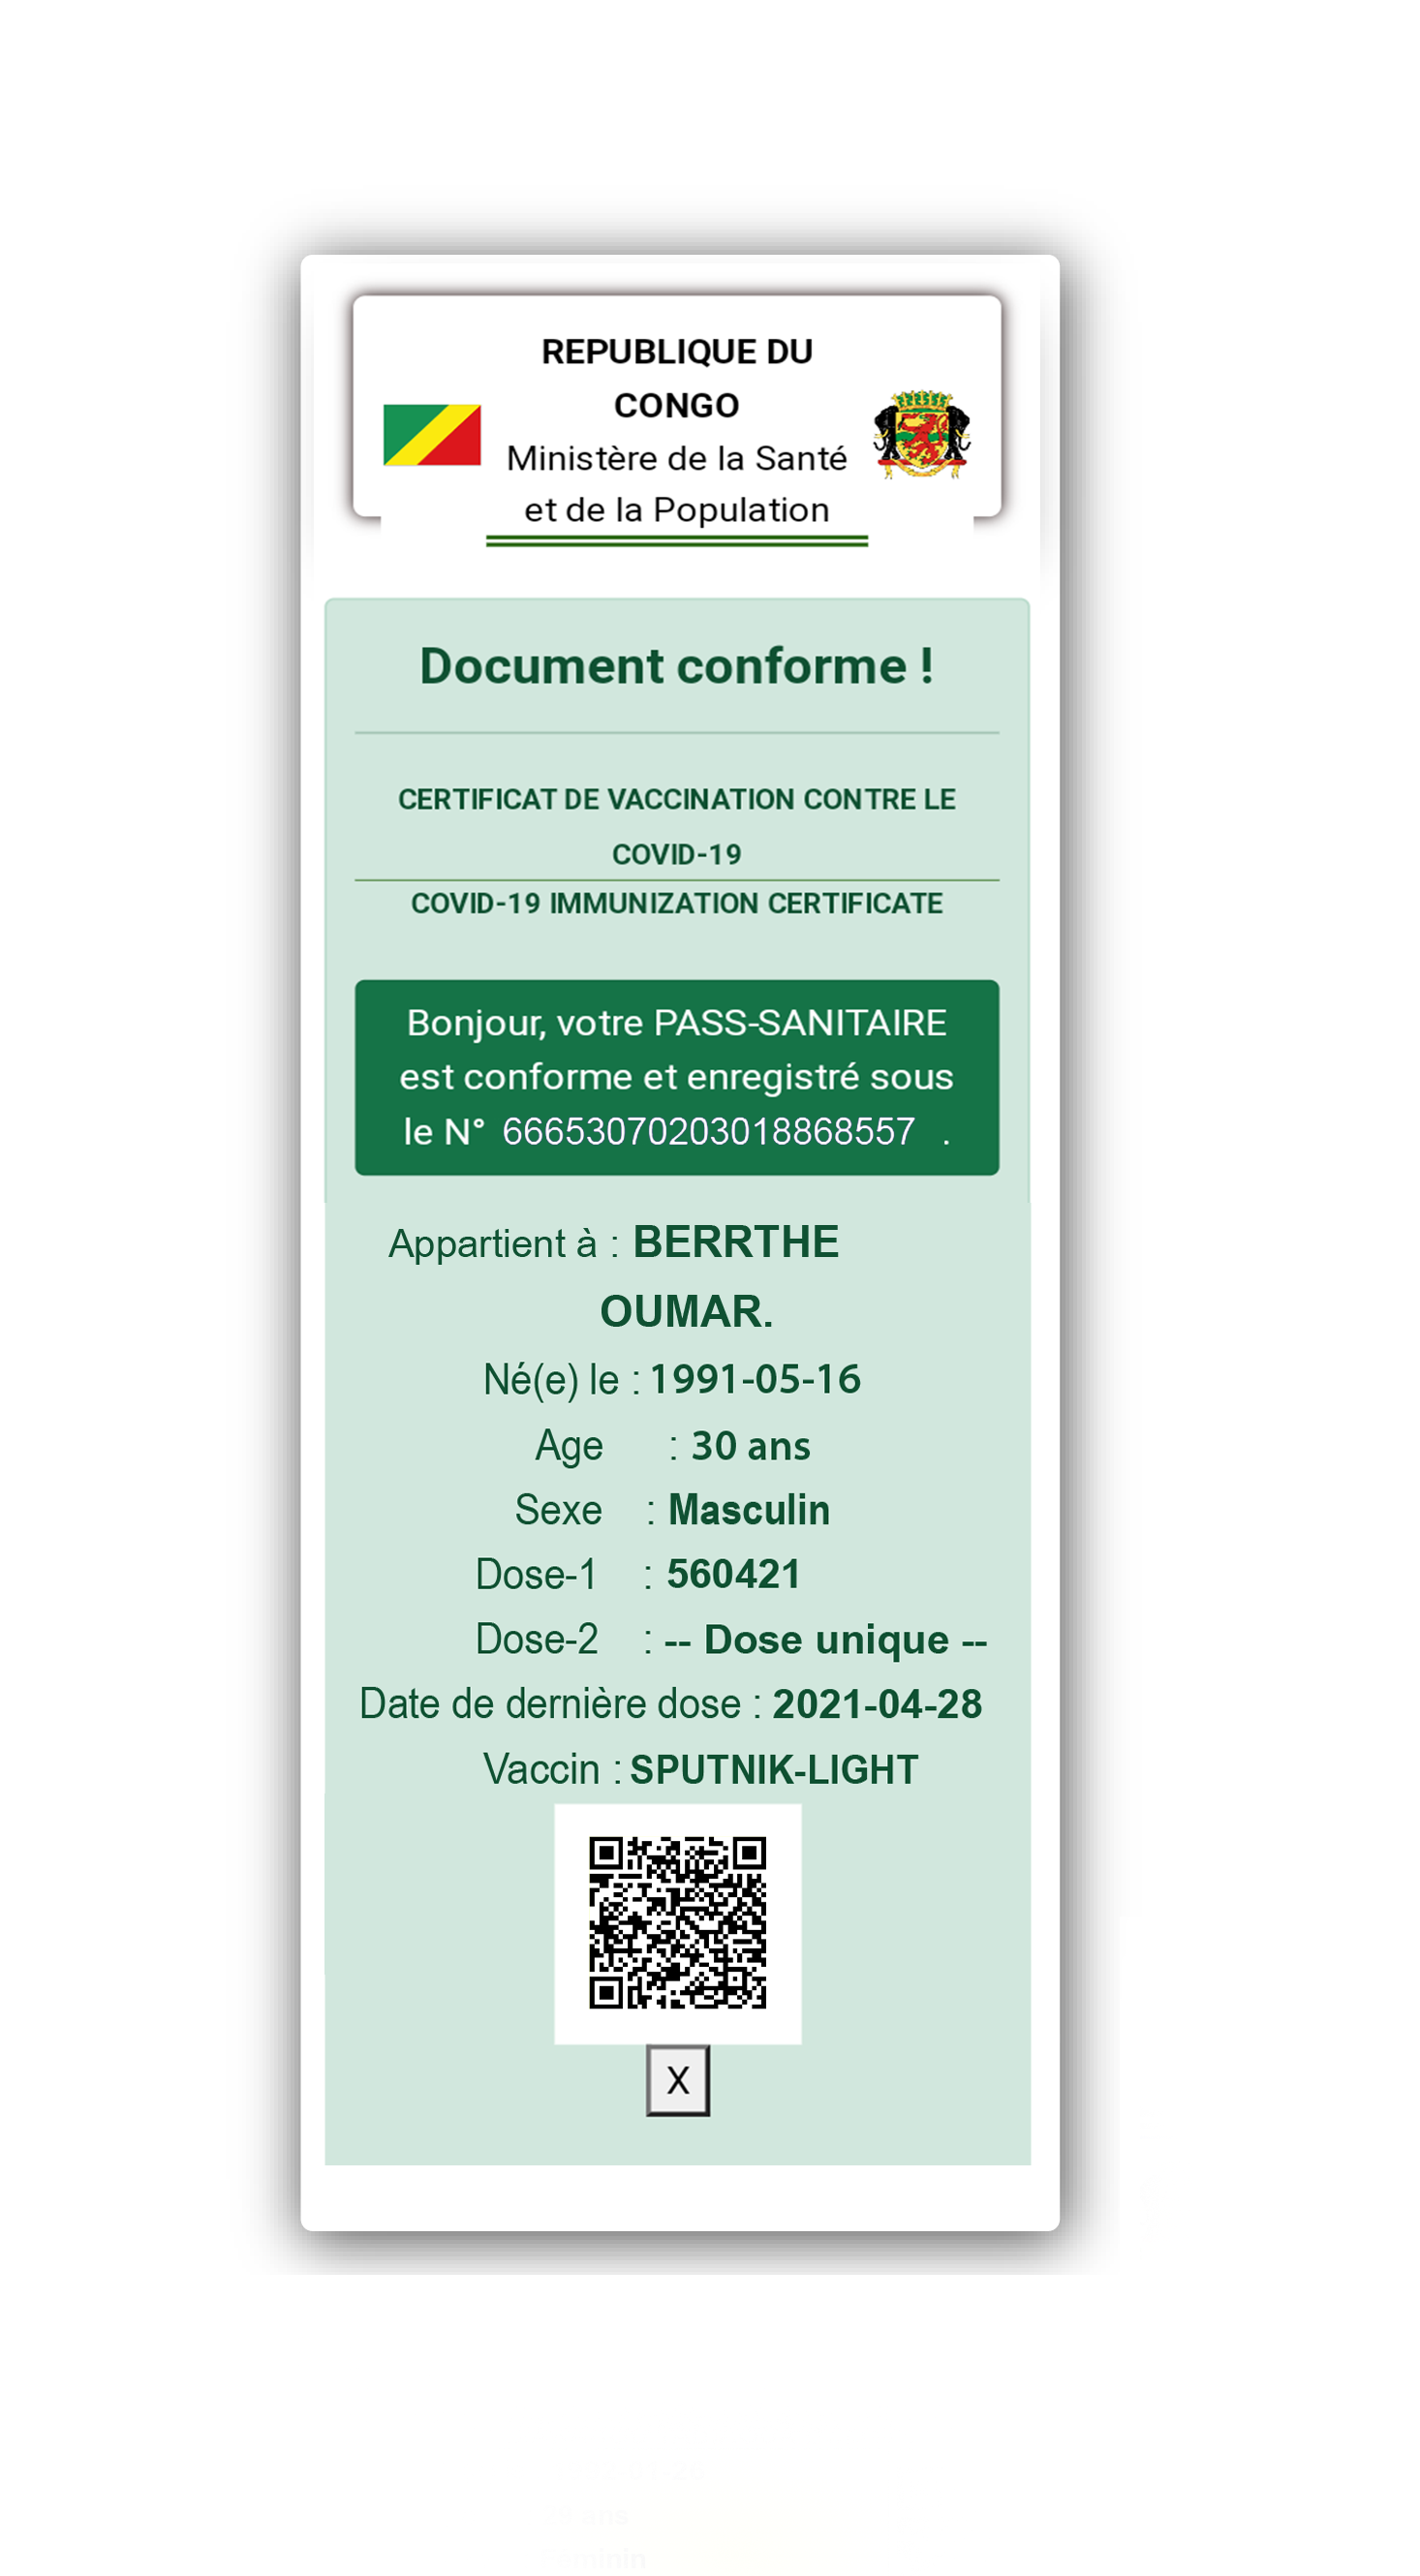 REPUBLIQUE DU
CONGO
Ministère de la Santé
et de la Population
Document conforme !
CERTIFICAT DE VACCINATION CONTRE LE
COVID-19
COVID-19 IMMUNIZATION CERTIFICATE
Bonjour, votre PASS-SANITAIRE
est conforme et enregistré sous
le N° 66653070203018868557 .
Appartient à : BERRTHE
OUMAR.
Né(e) le : 1991-05-16
Age : 30 ans
Sexe : Masculin
Dose-1 : 560421
Dose-2 : -- Dose unique --
Date de dernière dose : 2021-04-28
Vaccin : SPUTNIK-LIGHT
X